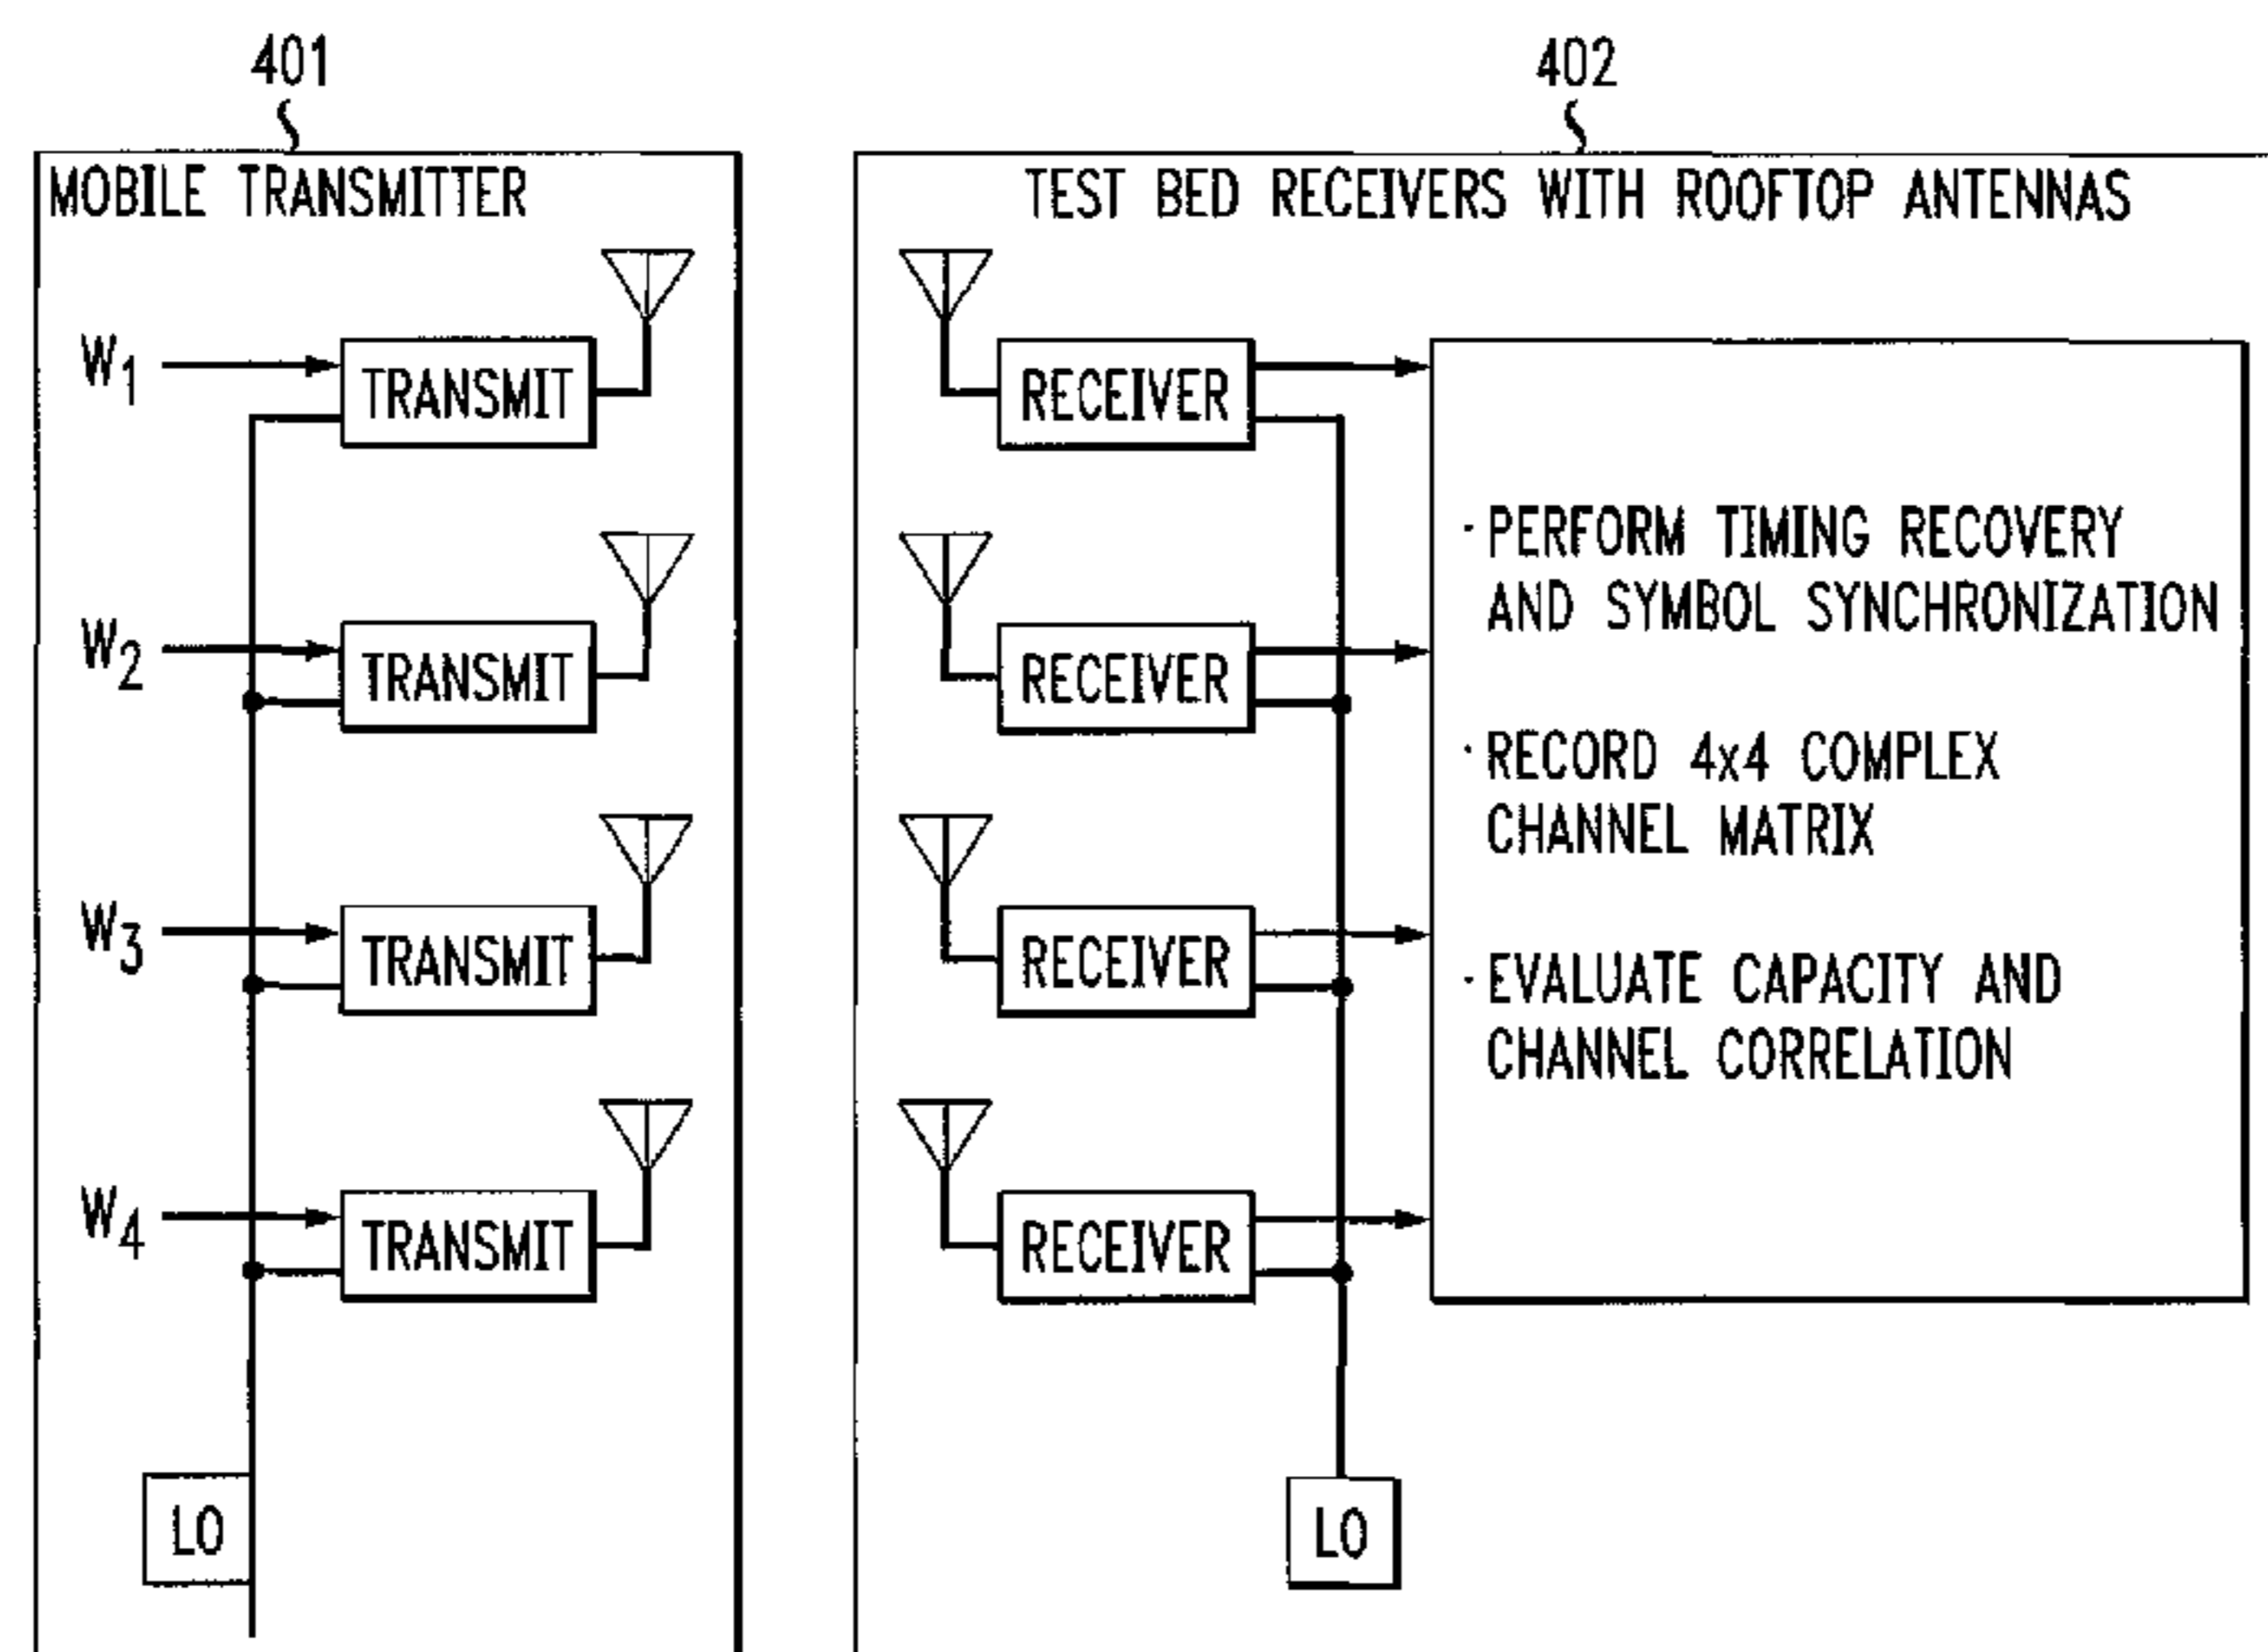 401
402
MOBILE TRANSMITTER
TEST BED RECEIVERS WITH ROOFTOP ANTENNAS
W1
TRANSMIT
W2
TRANSMIT
W3
TRANSMIT
W4
TRANSMIT
LO
RECEIVER
RECEIVER
RECEIVER
RECEIVER
LO
· PERFORM TIMING RECOVERY
AND SYMBOL SYNCHRONIZATION
· RECORD 4x4 COMPLEX
CHANNEL MATRIX
· EVALUATE CAPACITY AND
CHANNEL CORRELATION